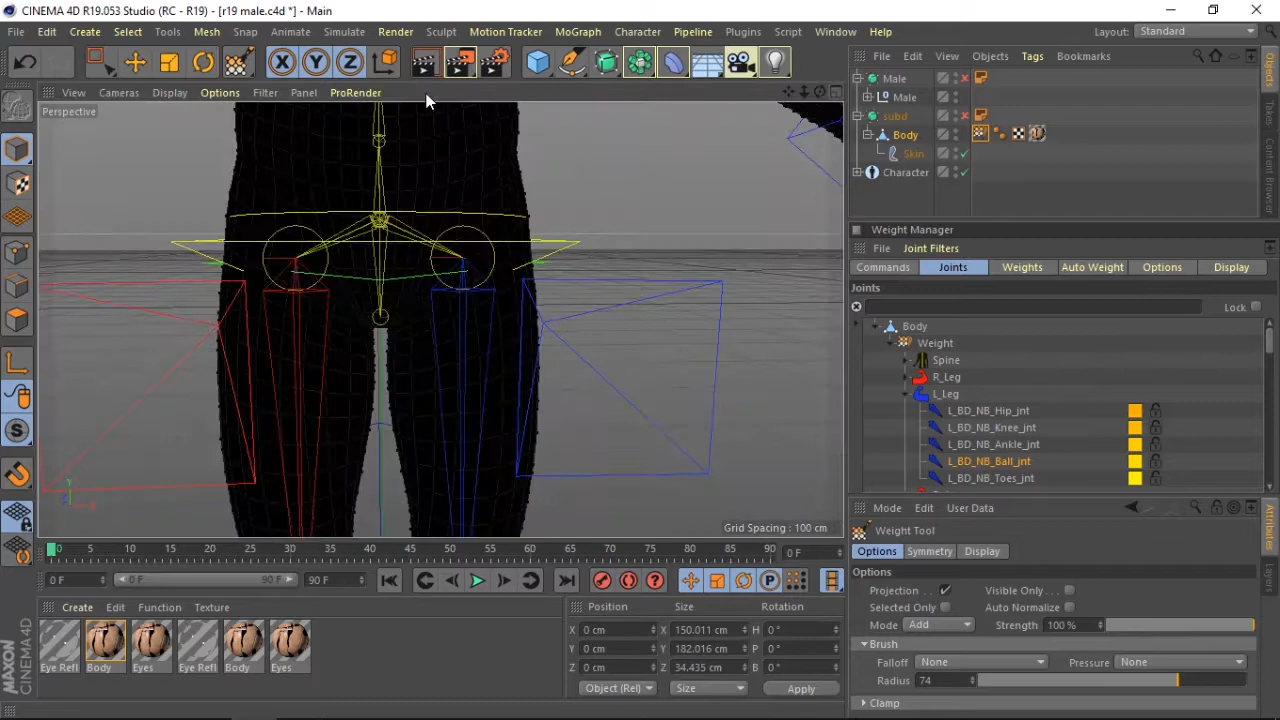 CINEMA 4D R19.053 Studio (RC - R19) - [r19 male.c4d *] - Main
File Edit Create Select Tools Mesh Snap Animate Simulate Render Sculpt Motion Tracker MoGraph Character Pipeline Plugins Script Window Help Layout: Standard
X Y Z
File Edit View Objects Tags Bookmarks
View Cameras Display Options Filter Panel ProRender
Perspective
Male
Male
subd
Body
Skin
Character
Objects
Takes
Content Browser
Structure
Weight Manager
File Joint Filters
Commands Joints Weights Auto Weight Options Display
Joints
Lock
Body
Weight
Spine
R_Leg
L_Leg
L_BD_NB_Hip_jnt
L_BD_NB_Knee_jnt
L_BD_NB_Ankle_jnt
L_BD_NB_Ball_jnt
L_BD_NB_Toes_jnt
Y
Grid Spacing : 100 cm
Mode Edit User Data
Attributes
Layers
Weight Tool
Options Symmetry Display
Options
Projection . . Visible Only . .
Selected Only Auto Normalize
Mode Add Strength 100 %
Brush
Falloff None Pressure None
Radius 74
Clamp
0 5 10 15 20 25 30 35 40 45 50 55 60 65 70 75 80 85 90 0 F
0 F 0 F 90 F 90 F
P
Create Edit Function Texture
Eye Refl Body Eyes Eye Refl Body Eyes
Position Size Rotation
X 0 cm X 150.011 cm H 0 °
Y 0 cm Y 182.016 cm P 0 °
Z 0 cm Z 34.435 cm B 0 °
Object (Rel) Size Apply
MAXON CINEMA 4D